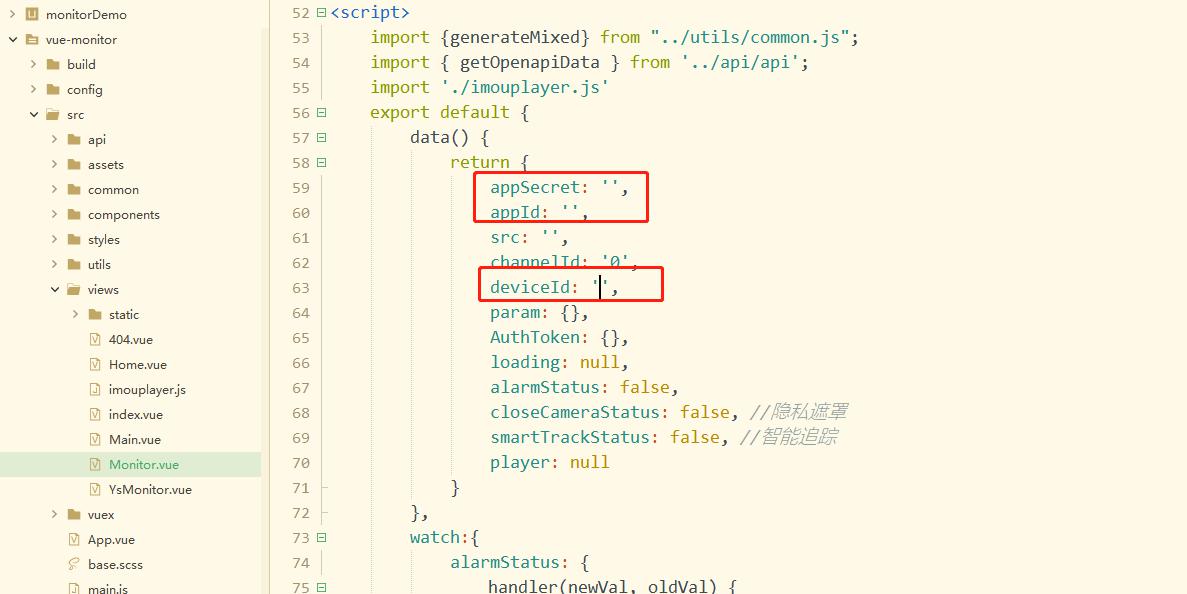 monitorDemo
vue-monitor
build
config
src
api
assets
common
components
styles
utils
views
static
404.vue
Home.vue
imouplayer.js
index.vue
Main.vue
Monitor.vue
YsMonitor.vue
vuex
App.vue
base.scss
main.js
52 <script>
53 import {generateMixed} from "../utils/common.js";
54 import { getOpenapiData } from '../api/api';
55 import './imouplayer.js'
56 export default {
57 data() {
58 return {
59 appSecret: '',
60 appId: '',
61 src: '',
62 channelId: '0',
63 deviceId: '',
64 param: {},
65 AuthToken: {},
66 loading: null,
67 alarmStatus: false,
68 closeCameraStatus: false, //隐私遮罩
69 smartTrackStatus: false, //智能追踪
70 player: null
71 }
72 },
73 watch:{
74 alarmStatus: {
75 handler(newVal, oldVal) {